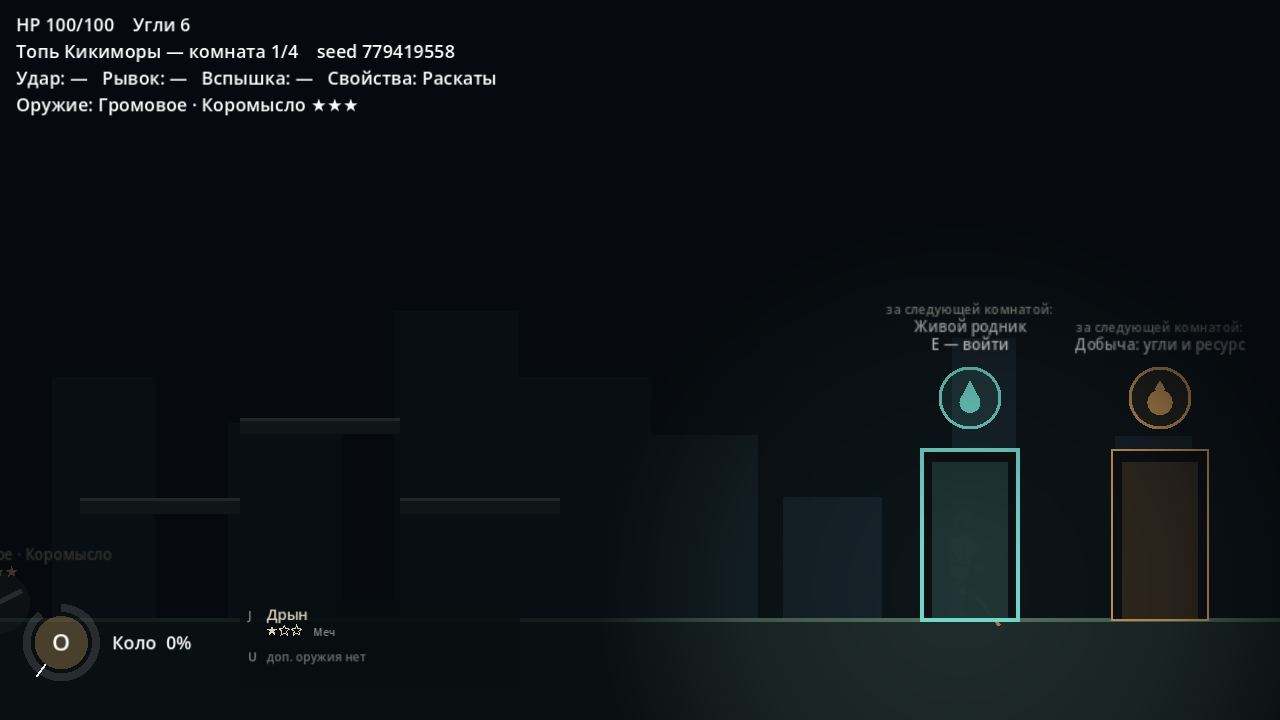 HP 100/100 Угли 6
Топь Кикиморы — комната 1/4 seed 779419558
Удар: — Рывок: — Вспышка: — Свойства: Раскаты
Оружие: Громовое · Коромысло ★★★
за следующей комнатой:
Живой родник
E — войти
за следующей комнатой:
Добыча: угли и ресурс
ое · Коромысло
★★
О
Коло 0%
J Дрын
★☆☆ Меч
U доп. оружия нет